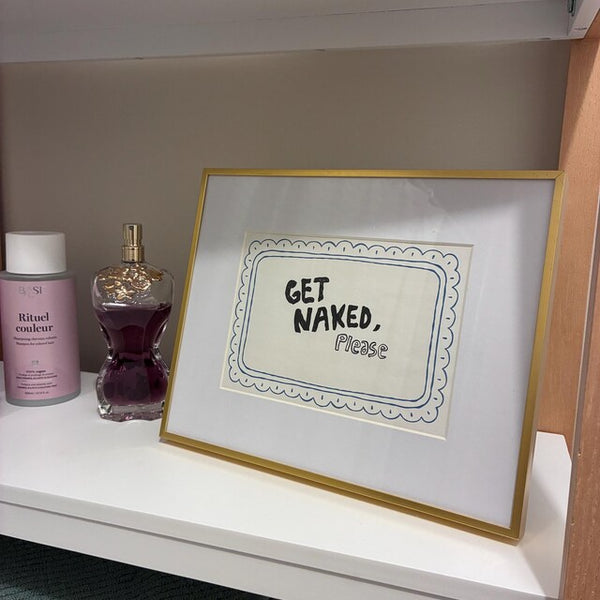 Rituel
couleur
GET
NAKED,
Please